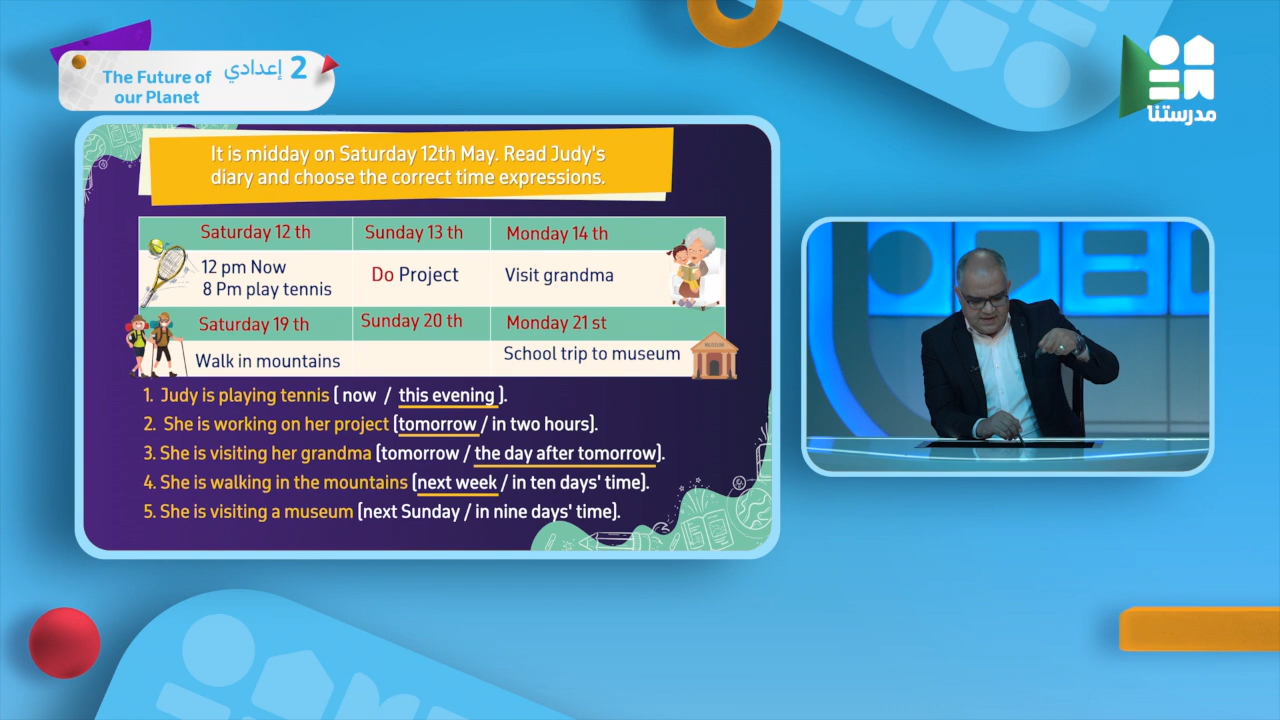 The Future of
our Planet
2 إعدادي
مدرستنا
It is midday on Saturday 12th May. Read Judy's
diary and choose the correct time expressions.
Saturday 12 th
Sunday 13 th
Monday 14 th
12 pm Now
8 Pm play tennis
Do Project
Visit grandma
Saturday 19 th
Sunday 20 th
Monday 21 st
Walk in mountains
School trip to museum
MUSEUM
1. Judy is playing tennis ( now / this evening ).
2. She is working on her project (tomorrow / in two hours).
3. She is visiting her grandma (tomorrow / the day after tomorrow).
4. She is walking in the mountains (next week / in ten days' time).
5. She is visiting a museum (next Sunday / in nine days' time).